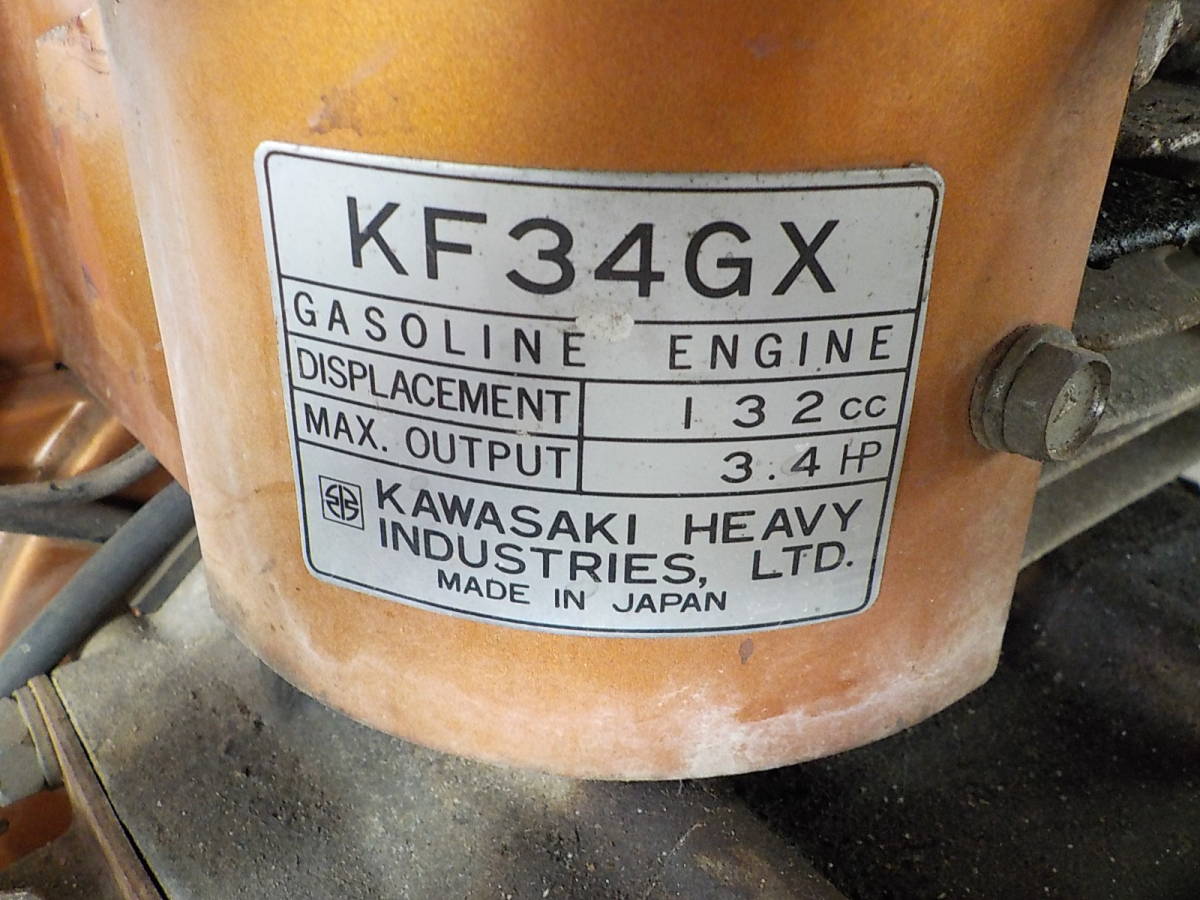 KF34GX
GASOLINE ENGINE
DISPLACEMENT 132cc
MAX. OUTPUT 3.4 HP
KAWASAKI HEAVY
INDUSTRIES, LTD.
MADE IN JAPAN